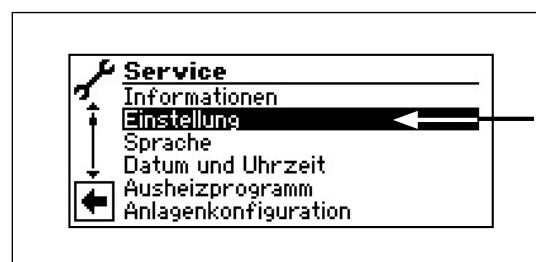 Service
Informationen
Einstellung
Sprache
Datum und Uhrzeit
Ausheizprogramm
Anlagenkonfiguration